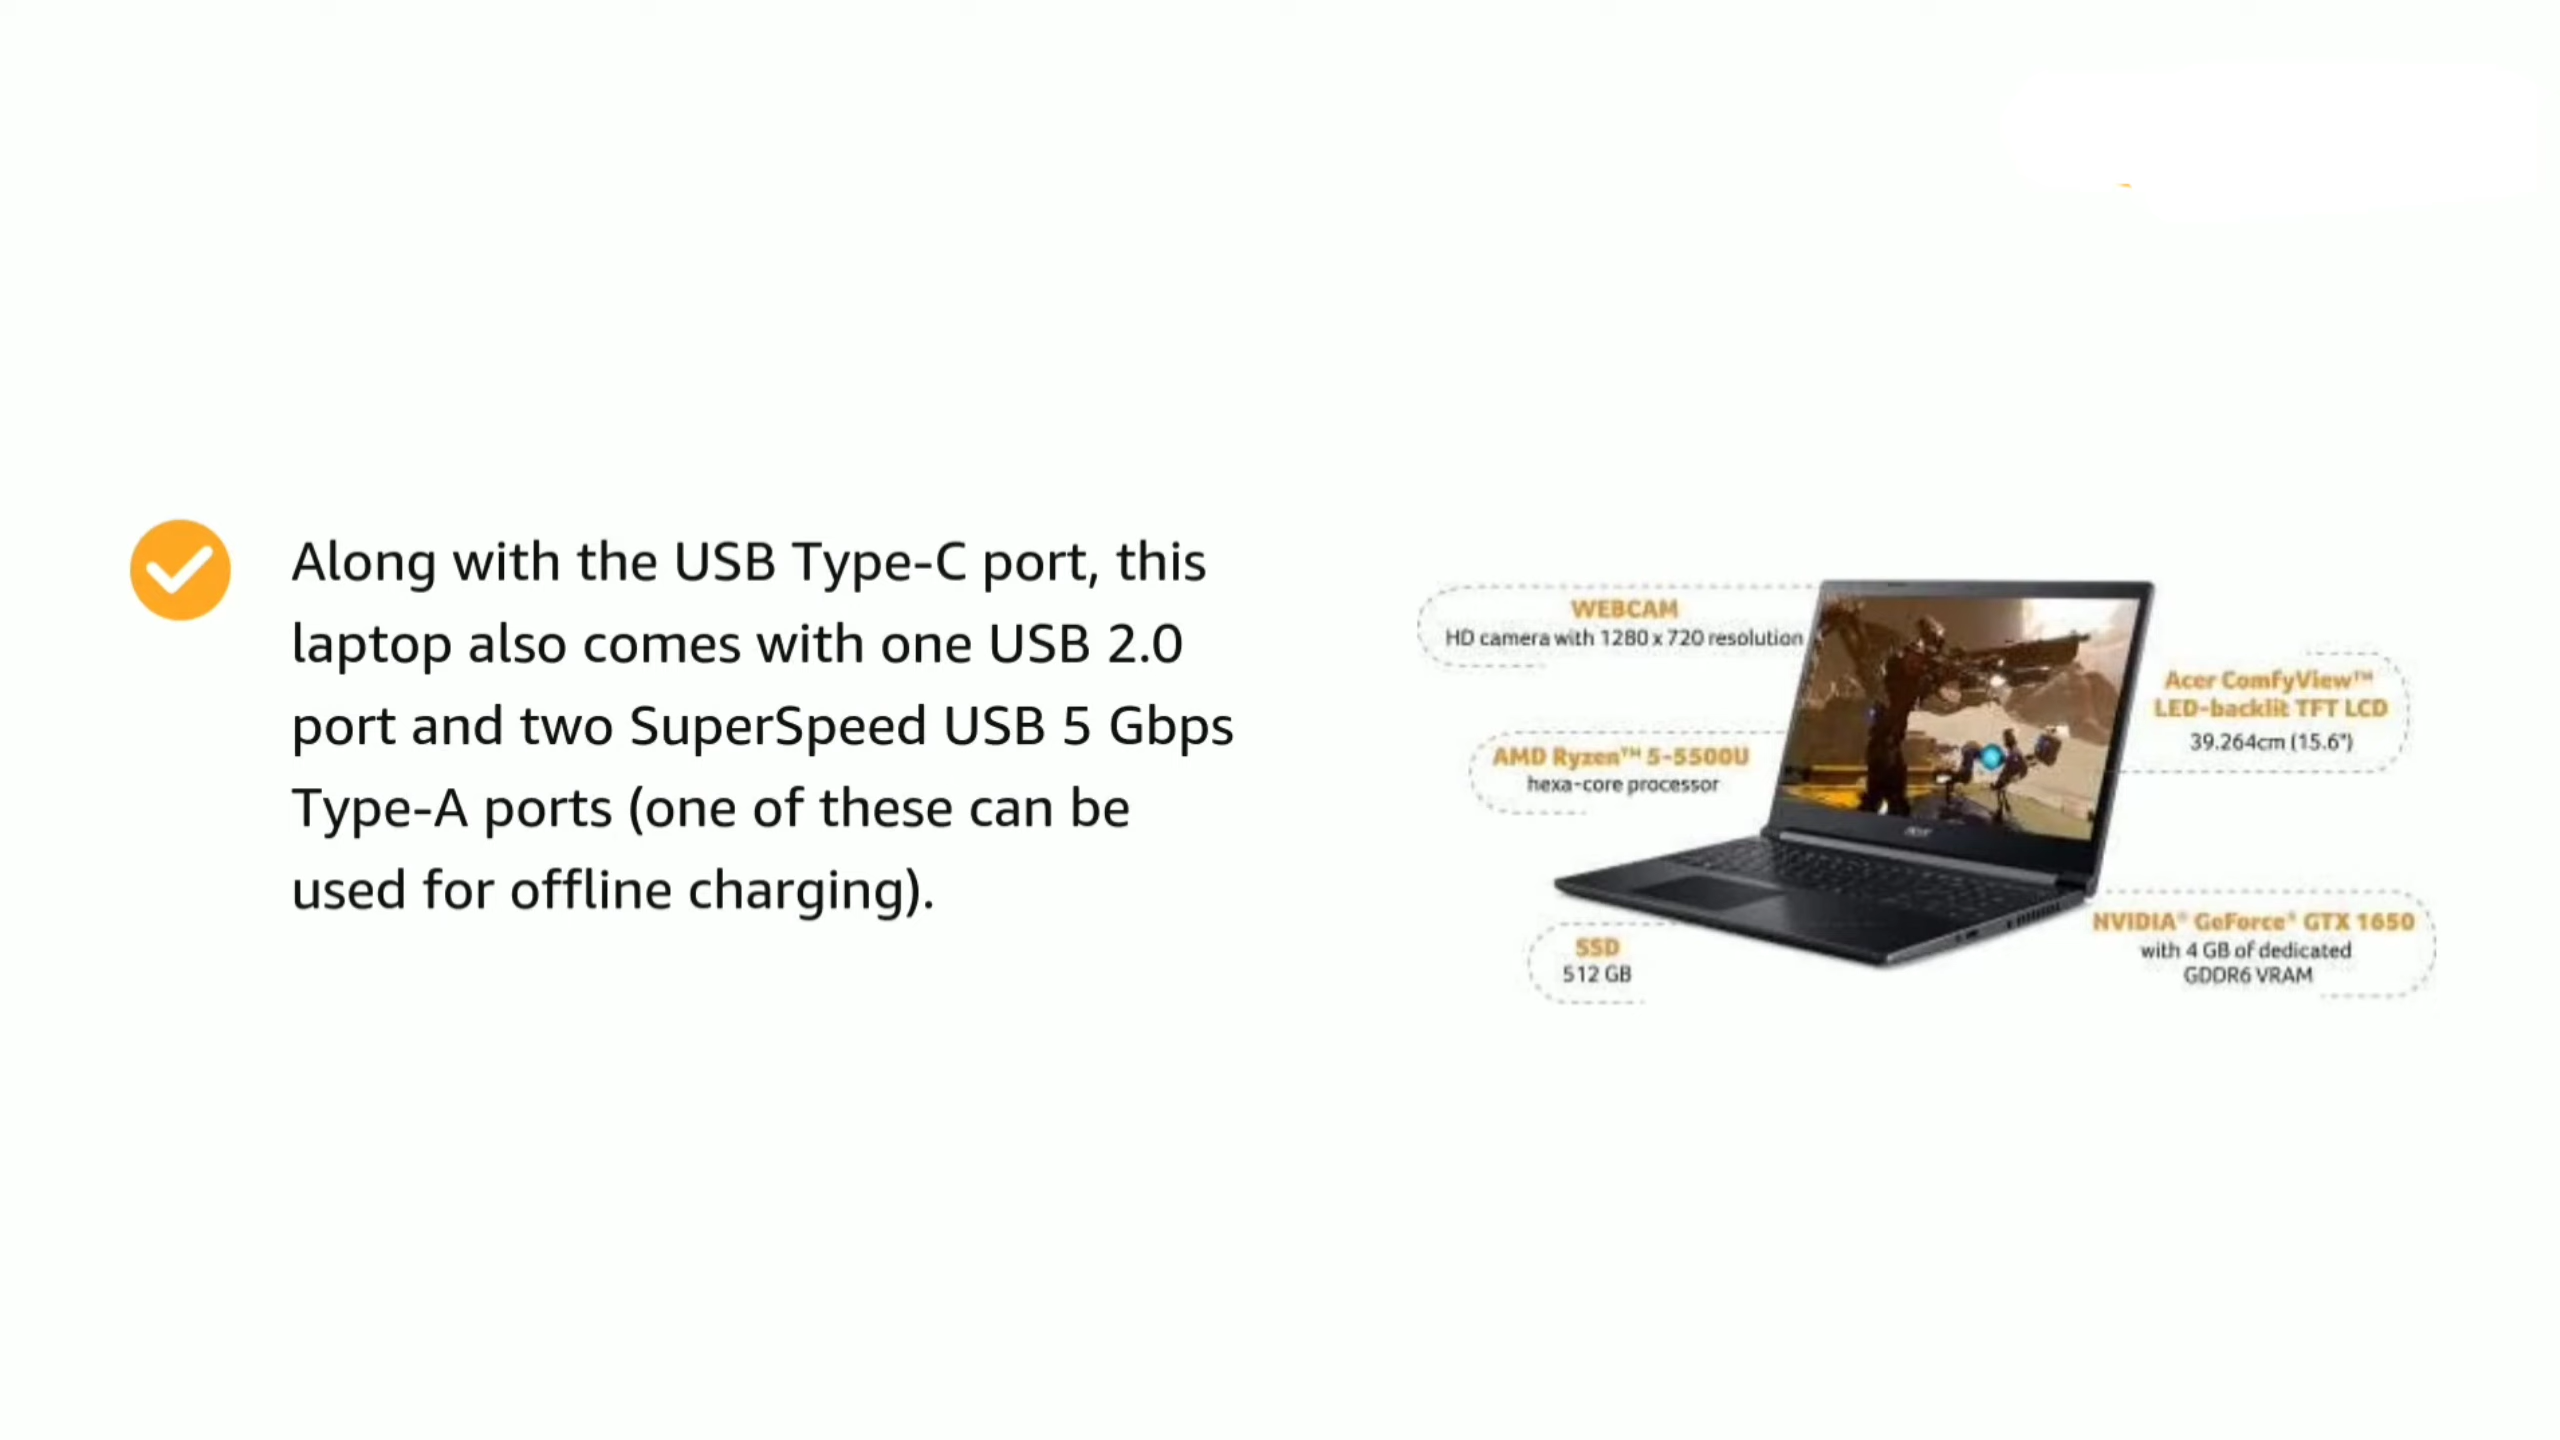 Along with the USB Type-C port, this
laptop also comes with one USB 2.0
port and two SuperSpeed USB 5 Gbps
Type-A ports (one of these can be
used for offline charging).
WEBCAM
HD camera with 1280 x 720 resolution
AMD Ryzen™ 5-5500U
hexa-core processor
SSD
512 GB
Acer ComfyView™
LED-backlit TFT LCD
39.264cm (15.6")
NVIDIA® GeForce® GTX 1650
with 4 GB of dedicated
GDDR6 VRAM
acer